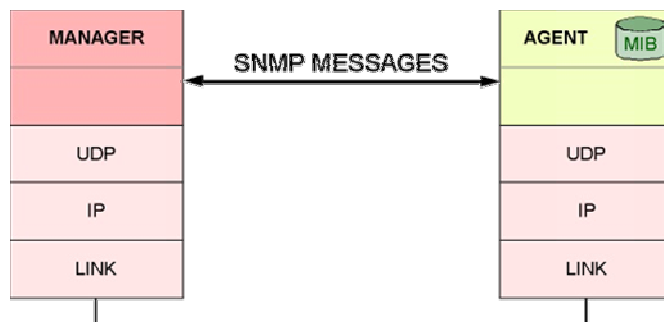 MANAGER
AGENT MIB
SNMP MESSAGES
UDP
UDP
IP
IP
LINK
LINK